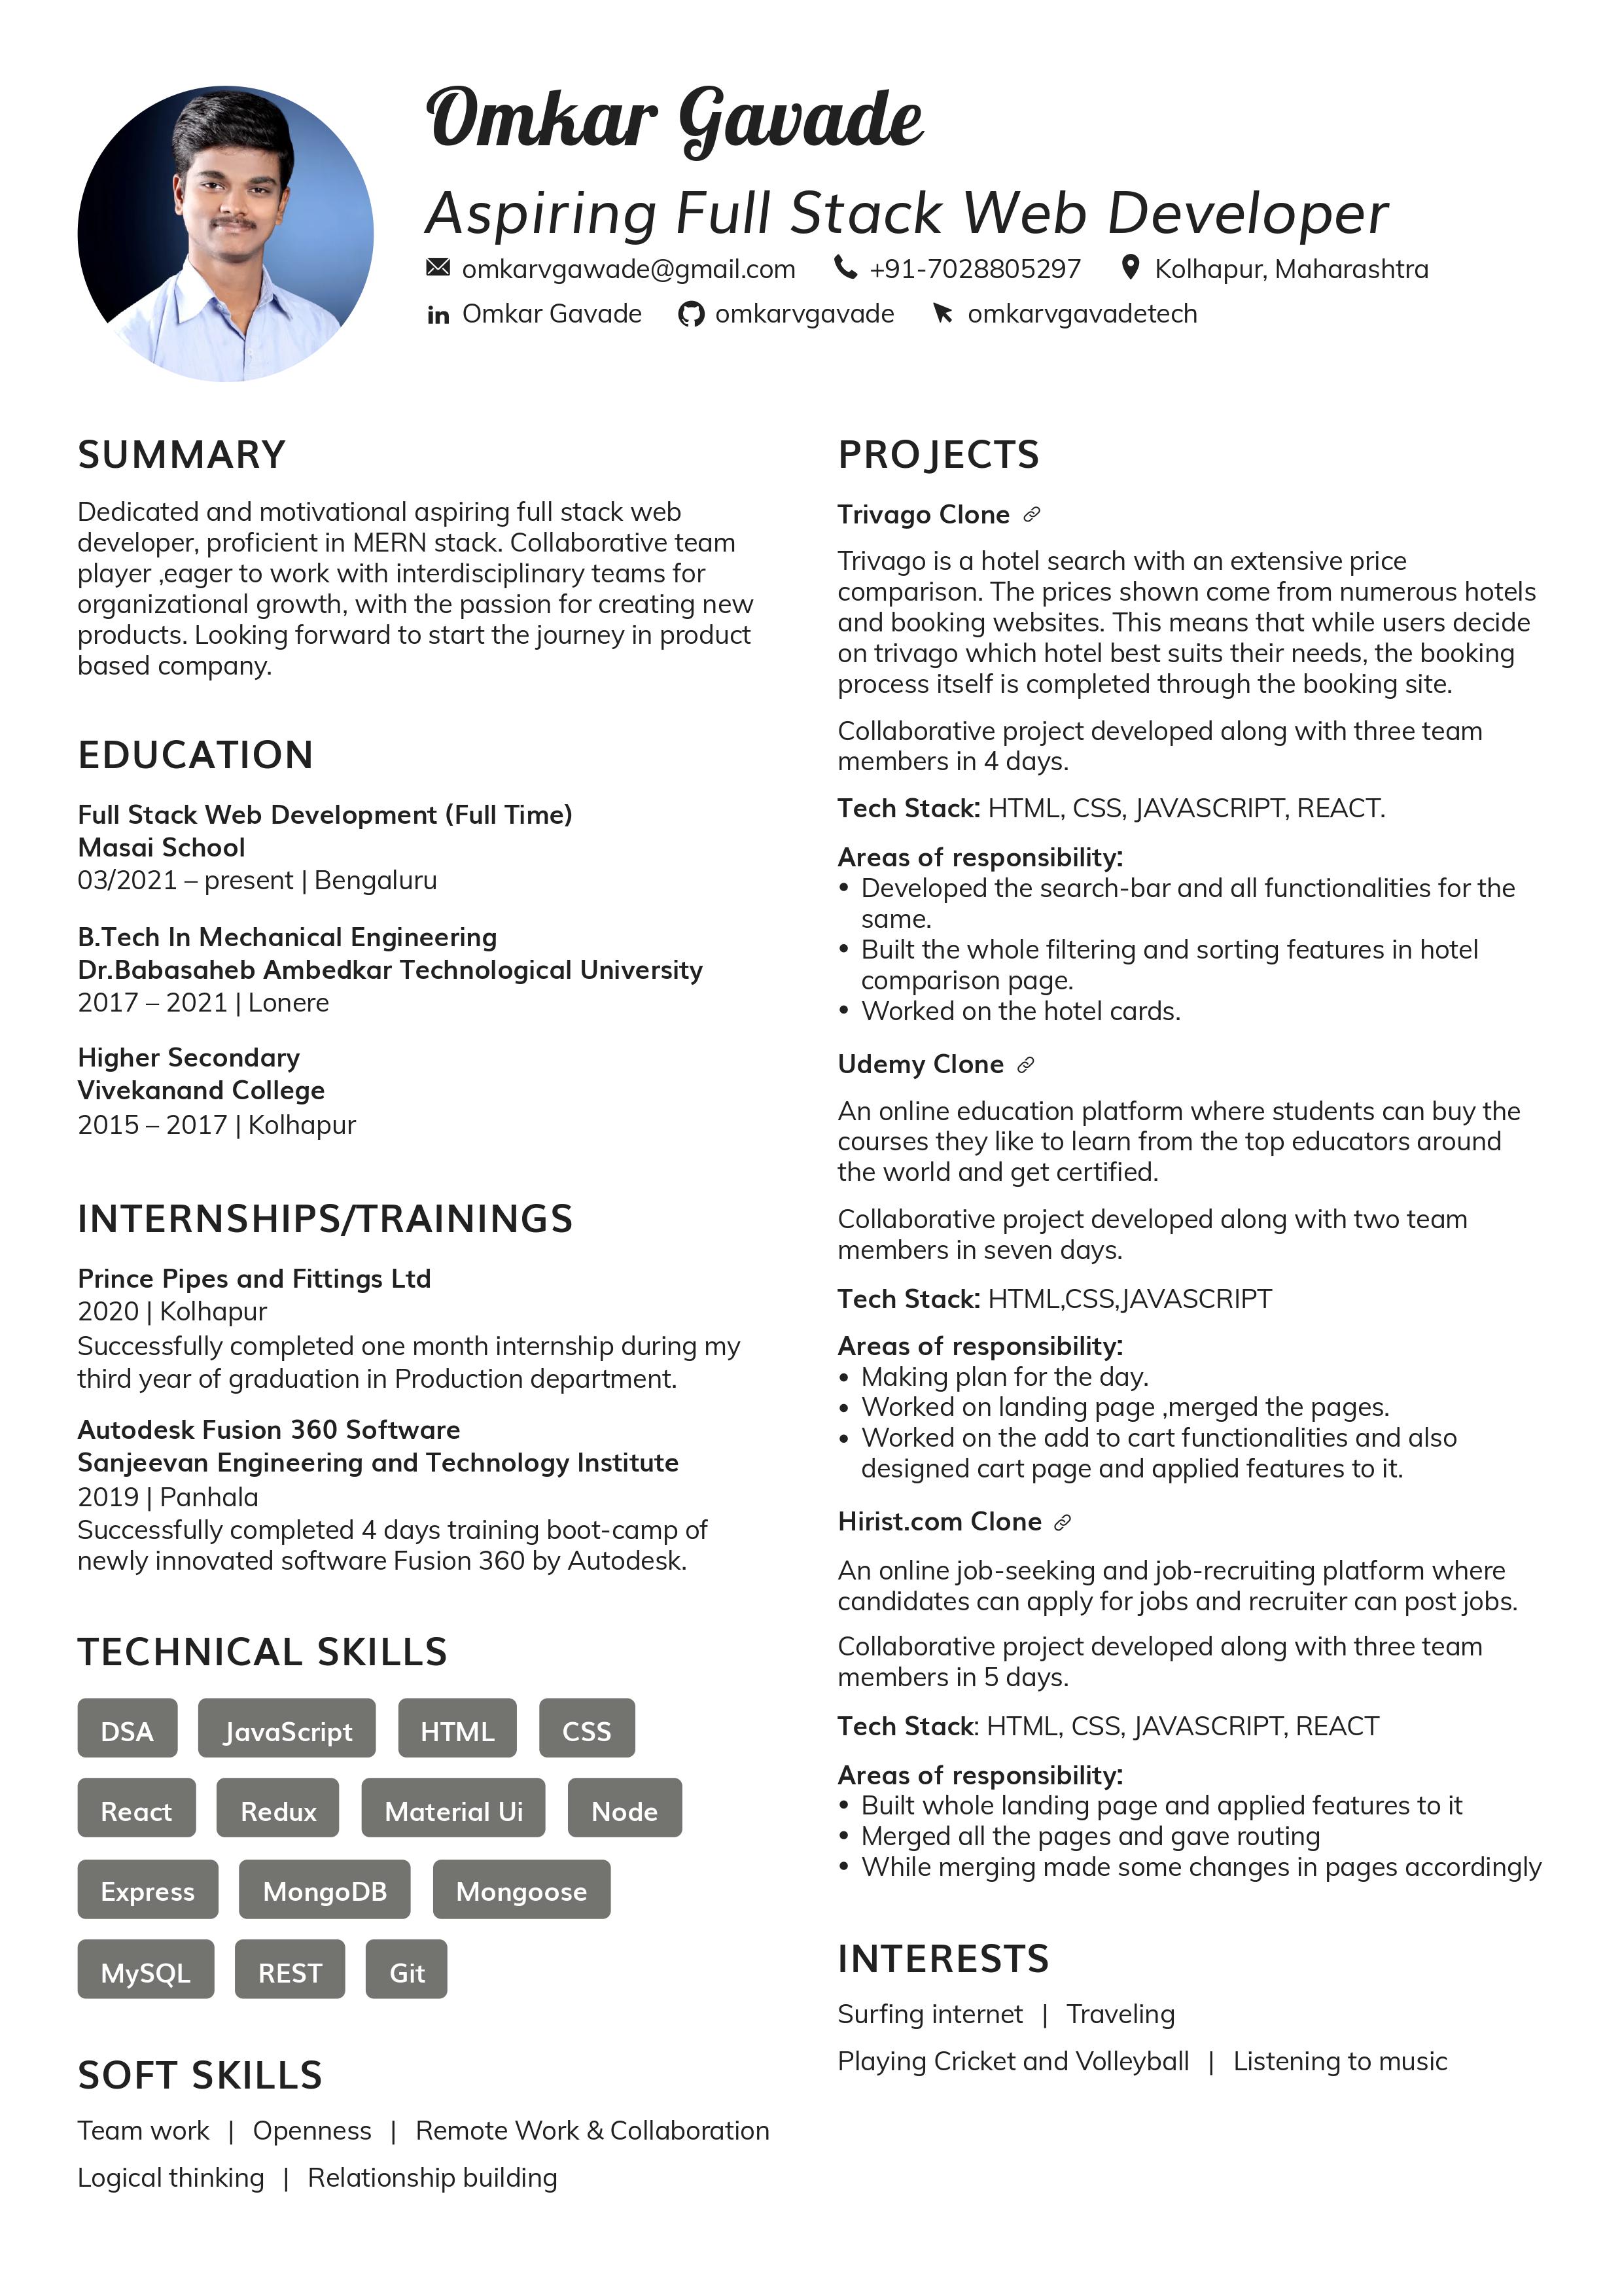 Omkar Gavade
Aspiring Full Stack Web Developer
omkarvgawade@gmail.com +91-7028805297 Kolhapur, Maharashtra
in Omkar Gavade omkarvgavade omkarvgavadetech
SUMMARY
Dedicated and motivational aspiring full stack web
developer, proficient in MERN stack. Collaborative team
player ,eager to work with interdisciplinary teams for
organizational growth, with the passion for creating new
products. Looking forward to start the journey in product
based company.
EDUCATION
Full Stack Web Development (Full Time)
Masai School
03/2021 – present | Bengaluru
B.Tech In Mechanical Engineering
Dr.Babasaheb Ambedkar Technological University
2017 – 2021 | Lonere
Higher Secondary
Vivekanand College
2015 – 2017 | Kolhapur
INTERNSHIPS/TRAININGS
Prince Pipes and Fittings Ltd
2020 | Kolhapur
Successfully completed one month internship during my
third year of graduation in Production department.
Autodesk Fusion 360 Software
Sanjeevan Engineering and Technology Institute
2019 | Panhala
Successfully completed 4 days training boot-camp of
newly innovated software Fusion 360 by Autodesk.
TECHNICAL SKILLS
DSA JavaScript HTML CSS
React Redux Material Ui Node
Express MongoDB Mongoose
MySQL REST Git
SOFT SKILLS
Team work | Openness | Remote Work & Collaboration
Logical thinking | Relationship building
PROJECTS
Trivago Clone
Trivago is a hotel search with an extensive price
comparison. The prices shown come from numerous hotels
and booking websites. This means that while users decide
on trivago which hotel best suits their needs, the booking
process itself is completed through the booking site.
Collaborative project developed along with three team
members in 4 days.
Tech Stack: HTML, CSS, JAVASCRIPT, REACT.
Areas of responsibility:
• Developed the search-bar and all functionalities for the
same.
• Built the whole filtering and sorting features in hotel
comparison page.
• Worked on the hotel cards.
Udemy Clone
An online education platform where students can buy the
courses they like to learn from the top educators around
the world and get certified.
Collaborative project developed along with two team
members in seven days.
Tech Stack: HTML,CSS,JAVASCRIPT
Areas of responsibility:
• Making plan for the day.
• Worked on landing page ,merged the pages.
• Worked on the add to cart functionalities and also
designed cart page and applied features to it.
Hirist.com Clone
An online job-seeking and job-recruiting platform where
candidates can apply for jobs and recruiter can post jobs.
Collaborative project developed along with three team
members in 5 days.
Tech Stack: HTML, CSS, JAVASCRIPT, REACT
Areas of responsibility:
• Built whole landing page and applied features to it
• Merged all the pages and gave routing
• While merging made some changes in pages accordingly
INTERESTS
Surfing internet | Traveling
Playing Cricket and Volleyball | Listening to music